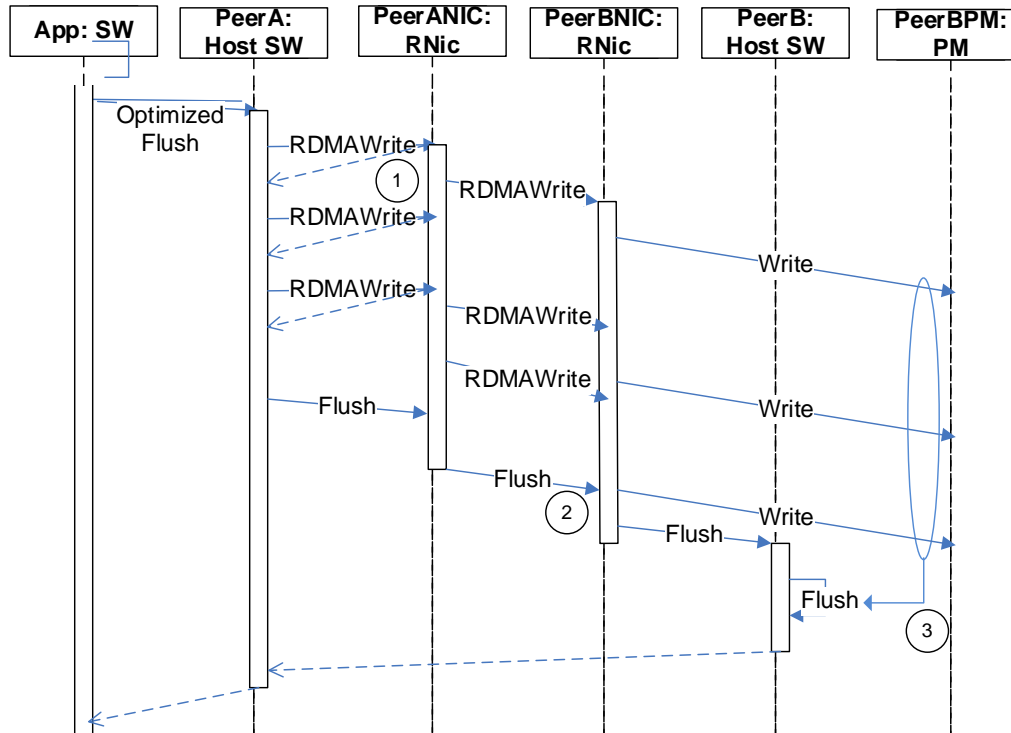 App: SW
PeerA:
Host SW
PeerANIC:
RNic
PeerBNIC:
RNic
PeerB:
Host SW
PeerBPM:
PM
Optimized
Flush
RDMAWrite
1
RDMAWrite
RDMAWrite
Write
RDMAWrite
RDMAWrite
RDMAWrite
Flush
Write
Flush
2
Write
Flush
Flush
3